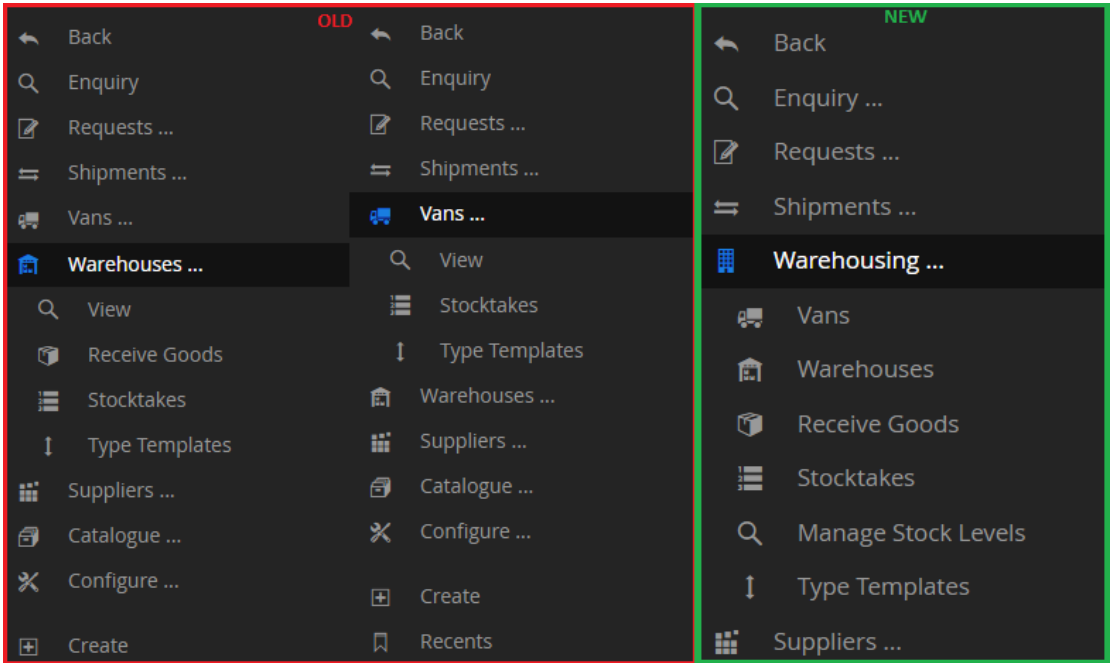 OLD
Back
Enquiry
Requests ...
Shipments ...
Vans ...
Warehouses ...
View
Receive Goods
Stocktakes
Type Templates
Suppliers ...
Catalogue ...
Configure ...
Create
Back
Enquiry
Requests ...
Shipments ...
Vans ...
View
Stocktakes
Type Templates
Warehouses ...
Suppliers ...
Catalogue ...
Configure ...
Create
Recents
NEW
Back
Enquiry ...
Requests ...
Shipments ...
Warehousing ...
Vans
Warehouses
Receive Goods
Stocktakes
Manage Stock Levels
Type Templates
Suppliers ...